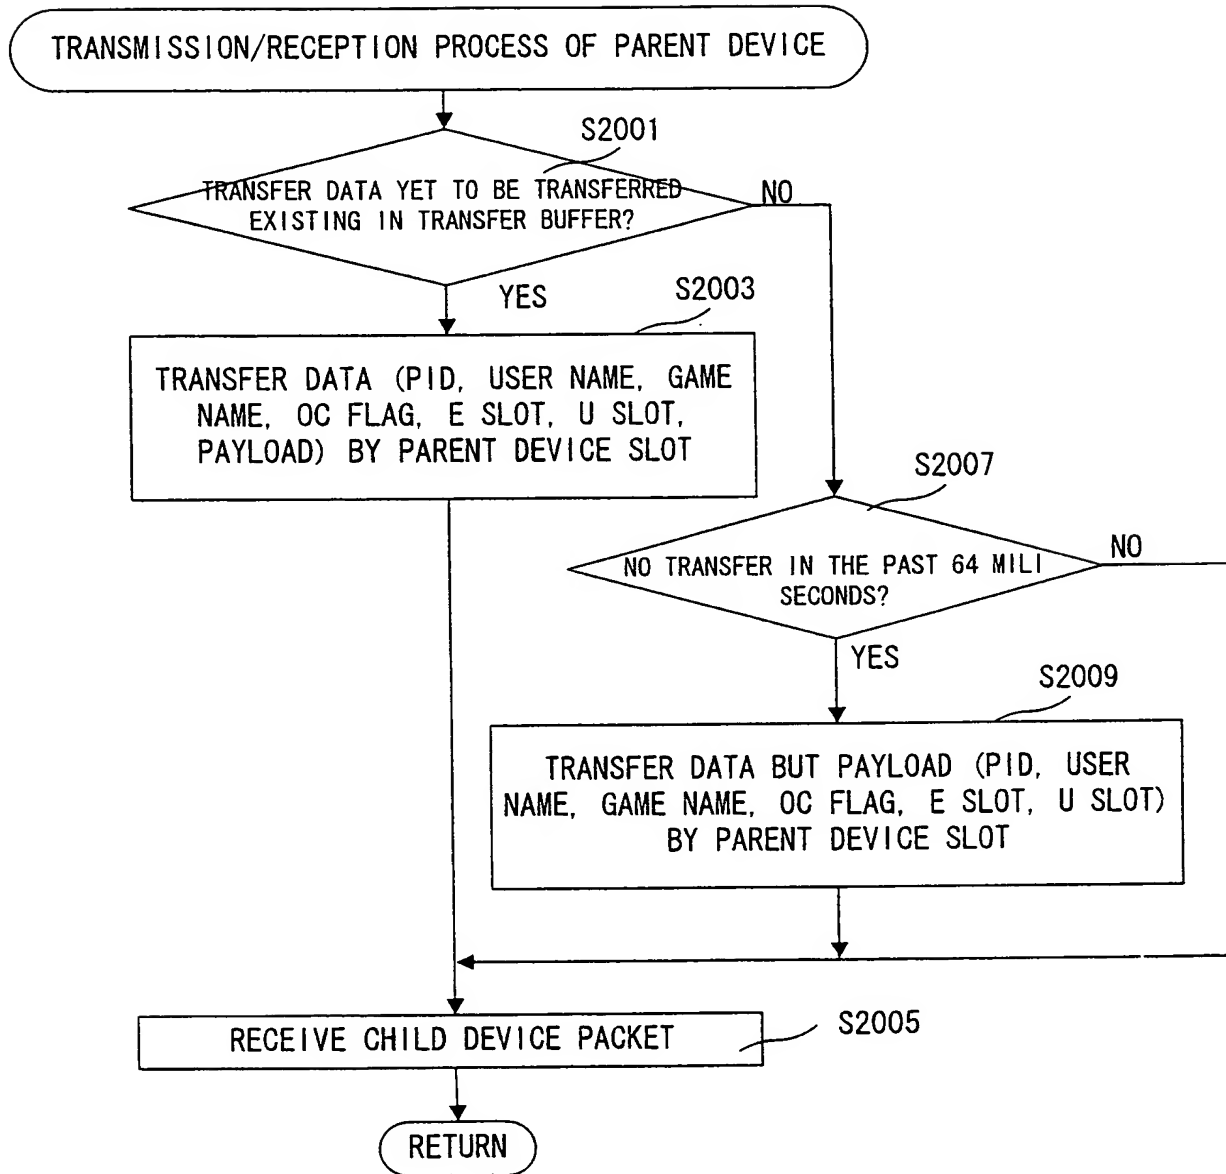 TRANSMISSION/RECEPTION PROCESS OF PARENT DEVICE
S2001
TRANSFER DATA YET TO BE TRANSFERRED
EXISTING IN TRANSFER BUFFER?
NO
YES
S2003
TRANSFER DATA (PID, USER NAME, GAME
NAME, OC FLAG, E SLOT, U SLOT,
PAYLOAD) BY PARENT DEVICE SLOT
S2007
NO TRANSFER IN THE PAST 64 MILI
SECONDS?
NO
YES
S2009
TRANSFER DATA BUT PAYLOAD (PID, USER
NAME, GAME NAME, OC FLAG, E SLOT, U SLOT)
BY PARENT DEVICE SLOT
RECEIVE CHILD DEVICE PACKET
S2005
RETURN